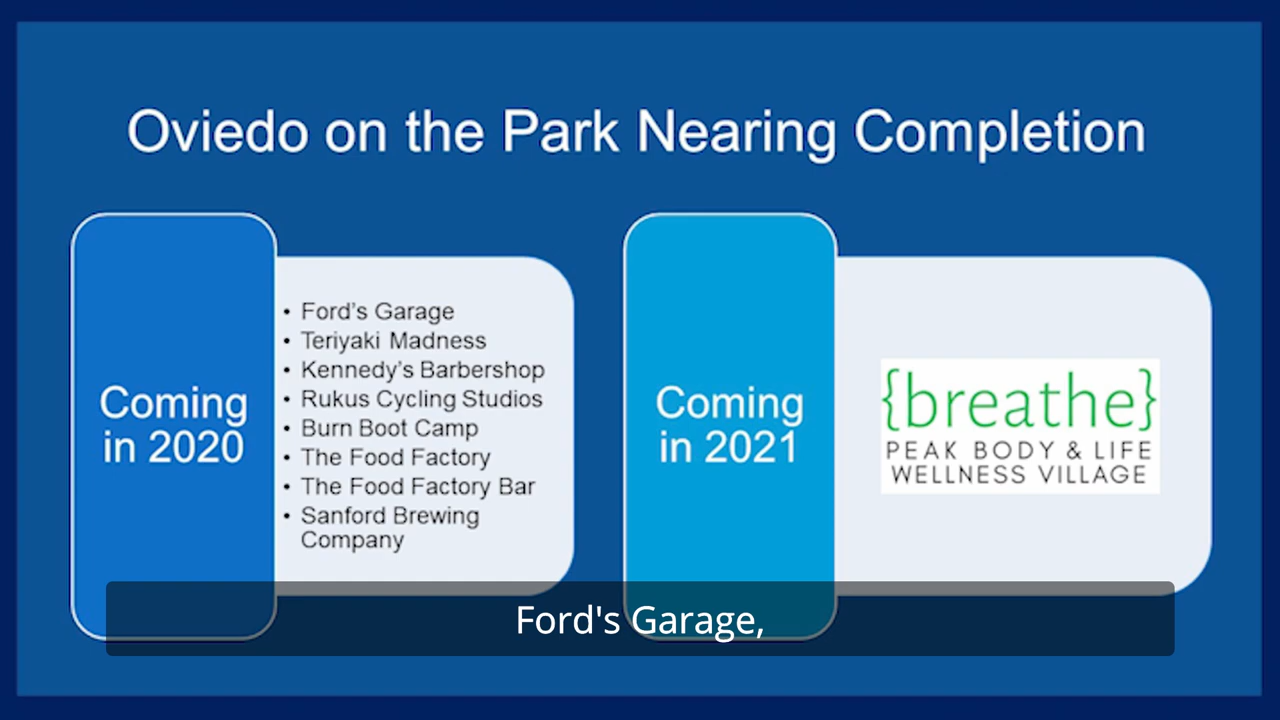 Oviedo on the Park Nearing Completion
Coming
in 2020
• Ford's Garage
• Teriyaki Madness
• Kennedy's Barbershop
• Rukus Cycling Studios
• Burn Boot Camp
• The Food Factory
• The Food Factory Bar
• Sanford Brewing
Company
Coming
in 2021
{breathe}
PEAK BODY & LIFE
WELLNESS VILLAGE
Ford's Garage,